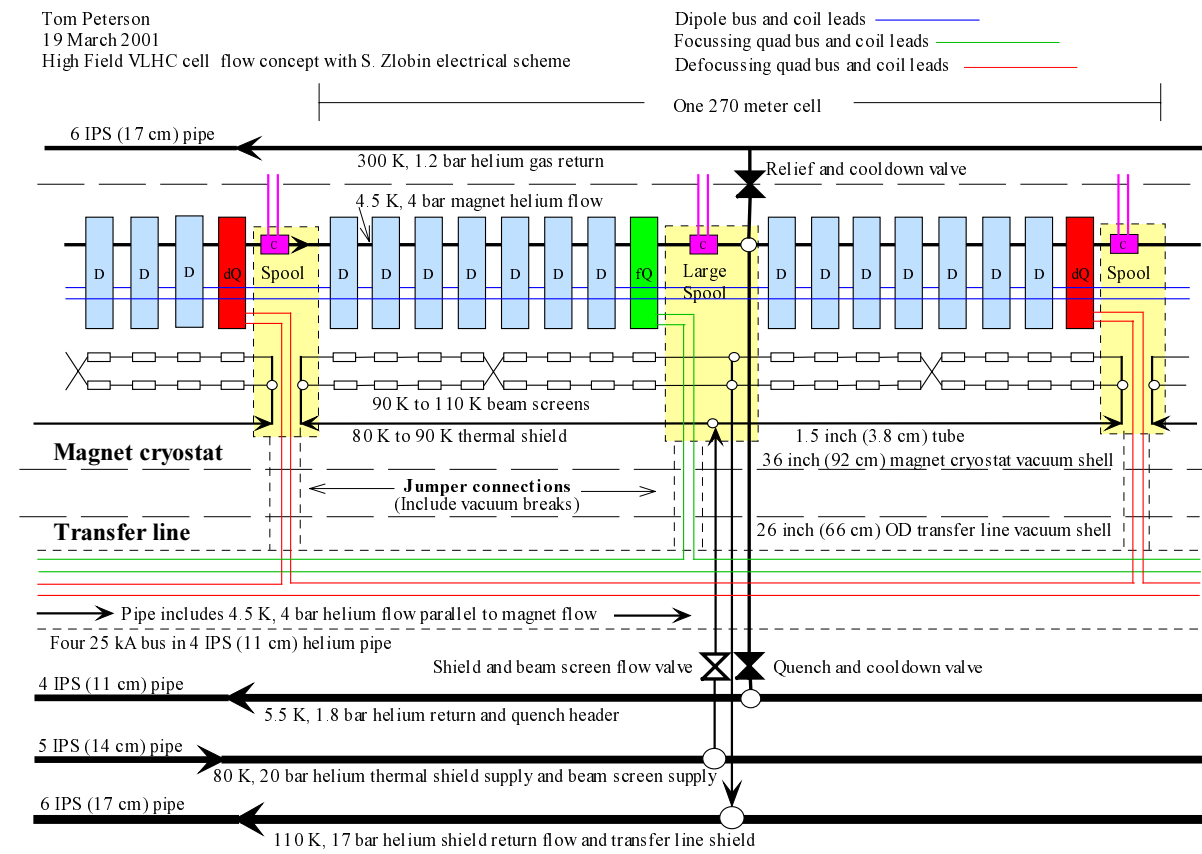 Tom Peterson
19 March 2001
High Field VLHC cell flow concept with S. Zlobin electrical scheme
Dipole bus and coil leads
Focussing quad bus and coil leads
Defocussing quad bus and coil leads
One 270 meter cell
6 IPS (17 cm) pipe
300 K, 1.2 bar helium gas return
Relief and cooldown valve
4.5 K, 4 bar magnet helium flow
C
C
C
D
D
D
dQ
Spool
D
D
D
D
D
D
D
fQ
Large
Spool
D
D
D
D
D
D
D
dQ
Spool
90 K to 110 K beam screens
80 K to 90 K thermal shield
1.5 inch (3.8 cm) tube
Magnet cryostat
36 inch (92 cm) magnet cryostat vacuum shell
Jumper connections
(Include vacuum breaks)
Transfer line
26 inch (66 cm) OD transfer line vacuum shell
Pipe includes 4.5 K, 4 bar helium flow parallel to magnet flow
Four 25 kA bus in 4 IPS (11 cm) helium pipe
Shield and beam screen flow valve
Quench and cooldown valve
4 IPS (11 cm) pipe
5.5 K, 1.8 bar helium return and quench header
5 IPS (14 cm) pipe
80 K, 20 bar helium thermal shield supply and beam screen supply
6 IPS (17 cm) pipe
110 K, 17 bar helium shield return flow and transfer line shield